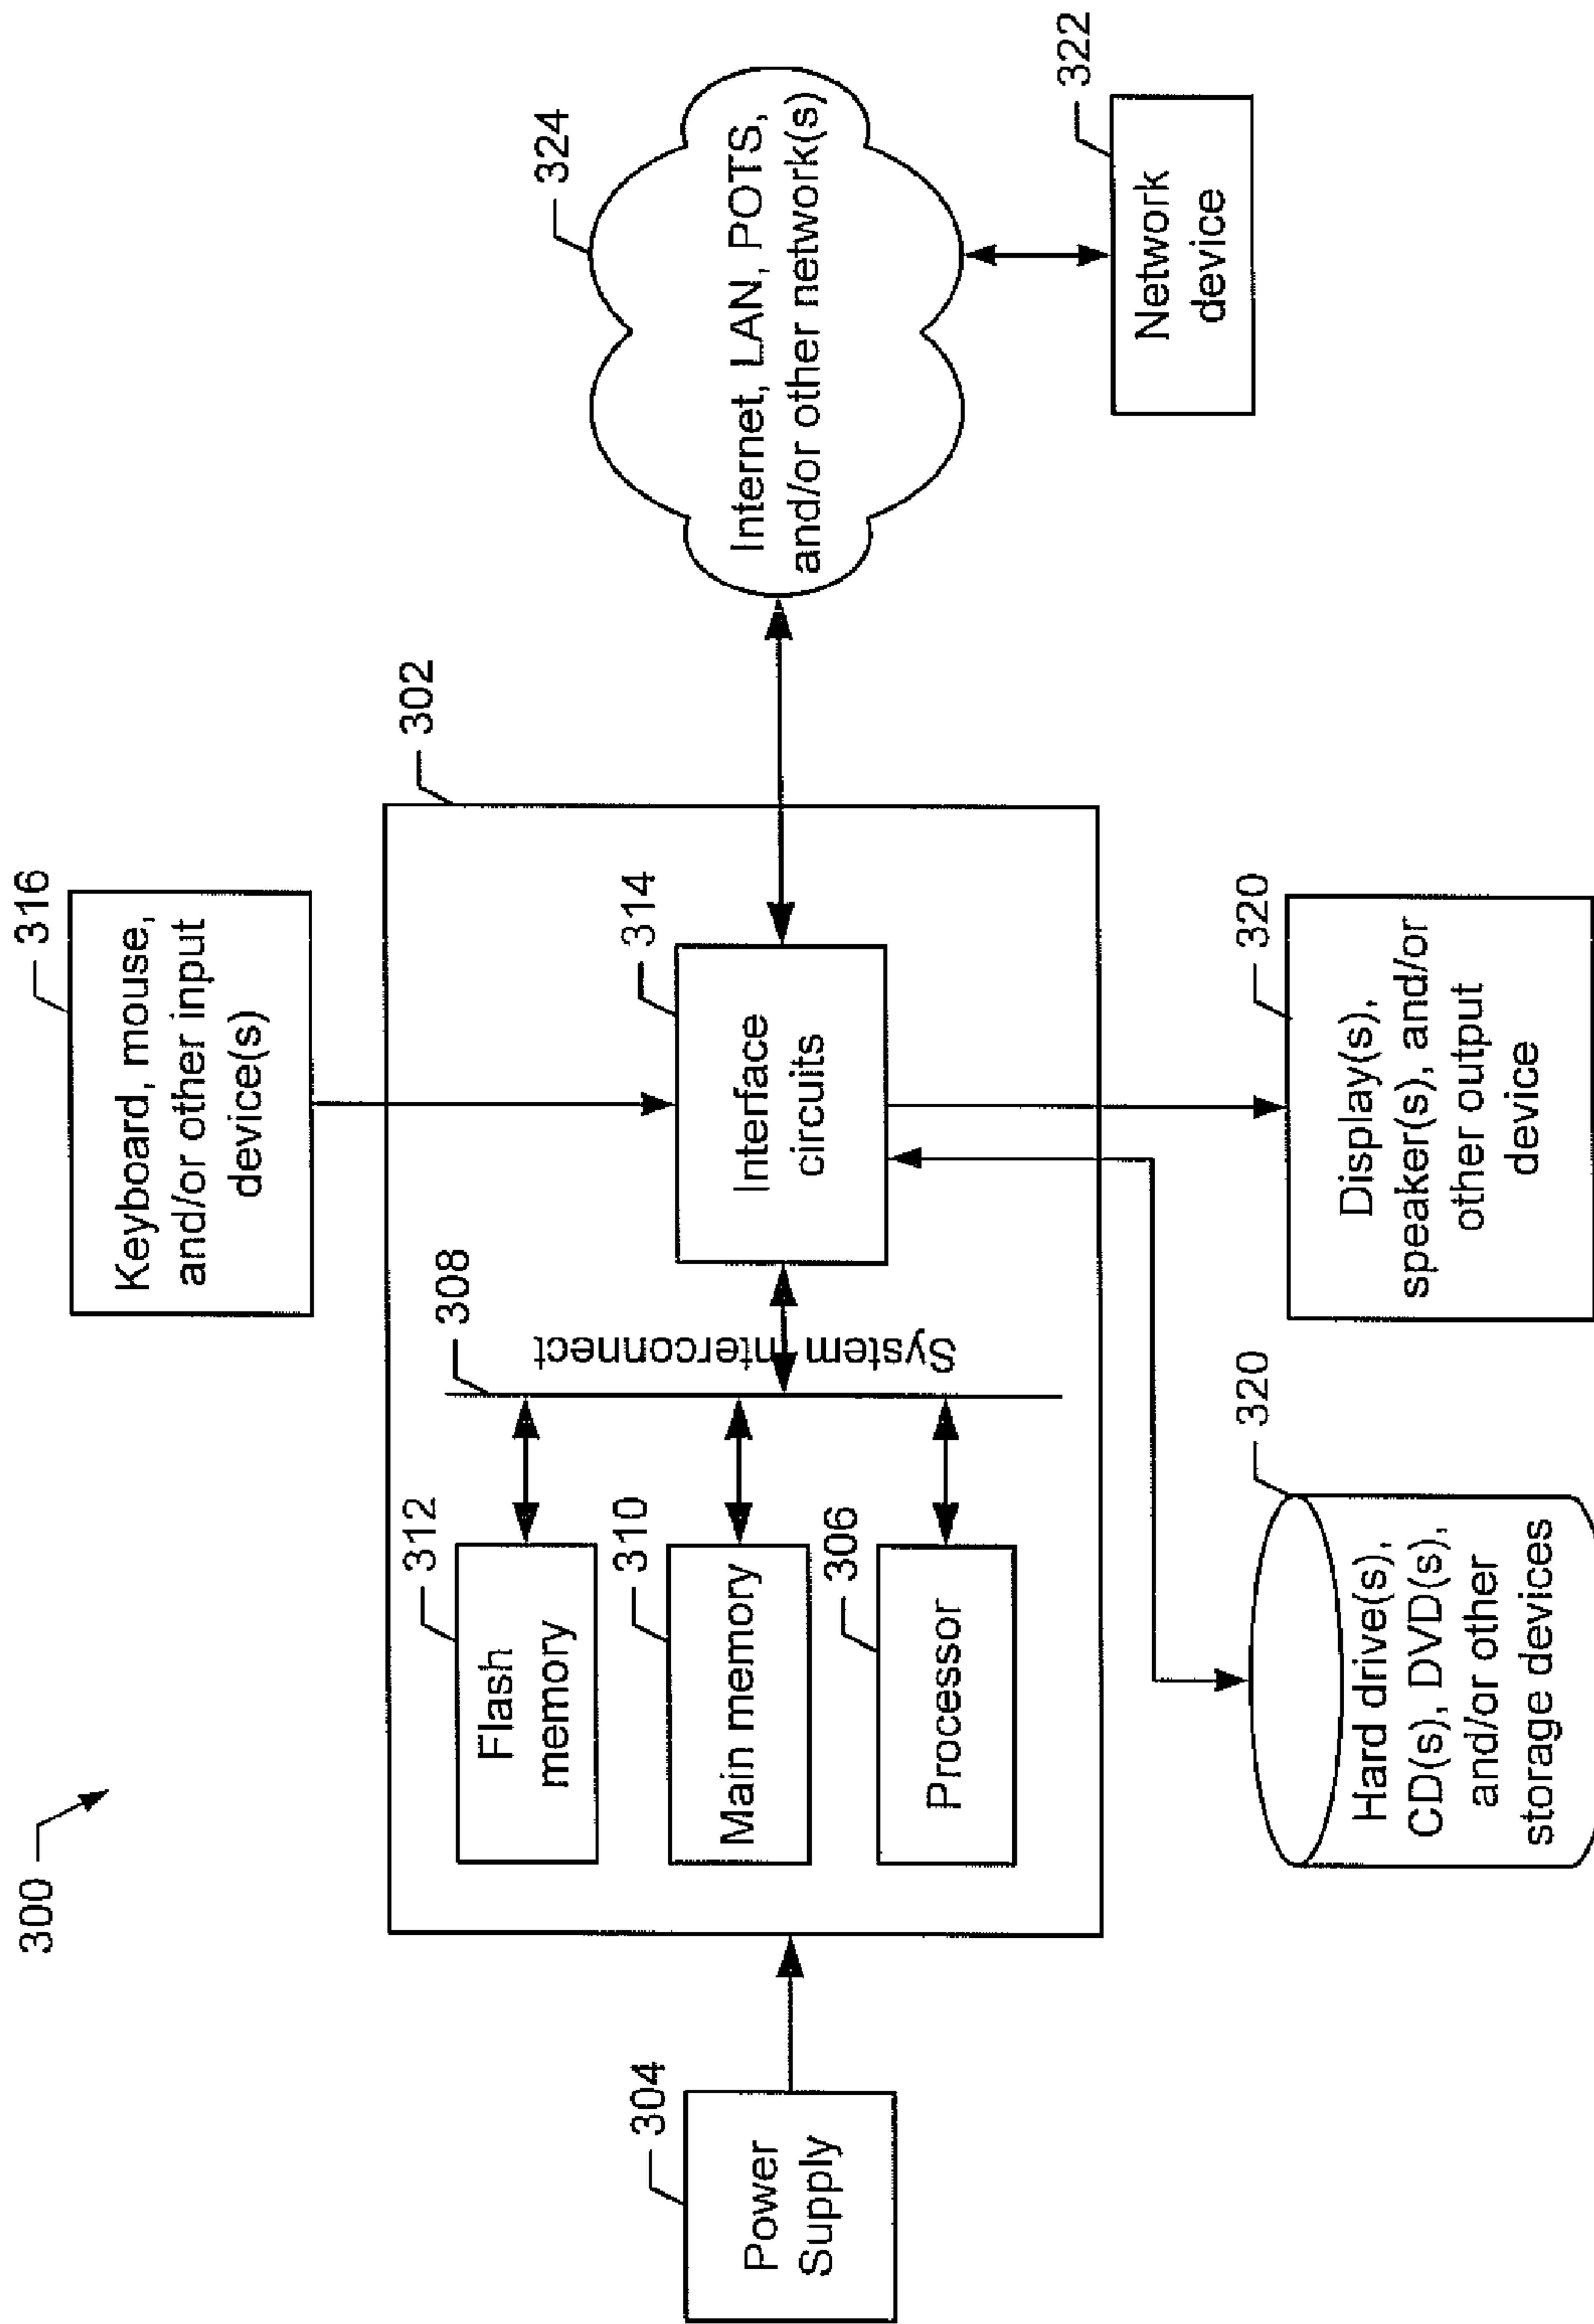 300
316
Keyboard, mouse,
and/or other input
device(s)
302
324
Internet, LAN, POTS,
and/or other network(s)
312
Flash
memory
308
System Interconnect
314
Interface
circuits
310
Main memory
304
Power
Supply
306
Processor
322
Network
device
320
Hard drive(s),
CD(s), DVD(s),
and/or other
storage devices
320
Display(s),
speaker(s), and/or
other output
device